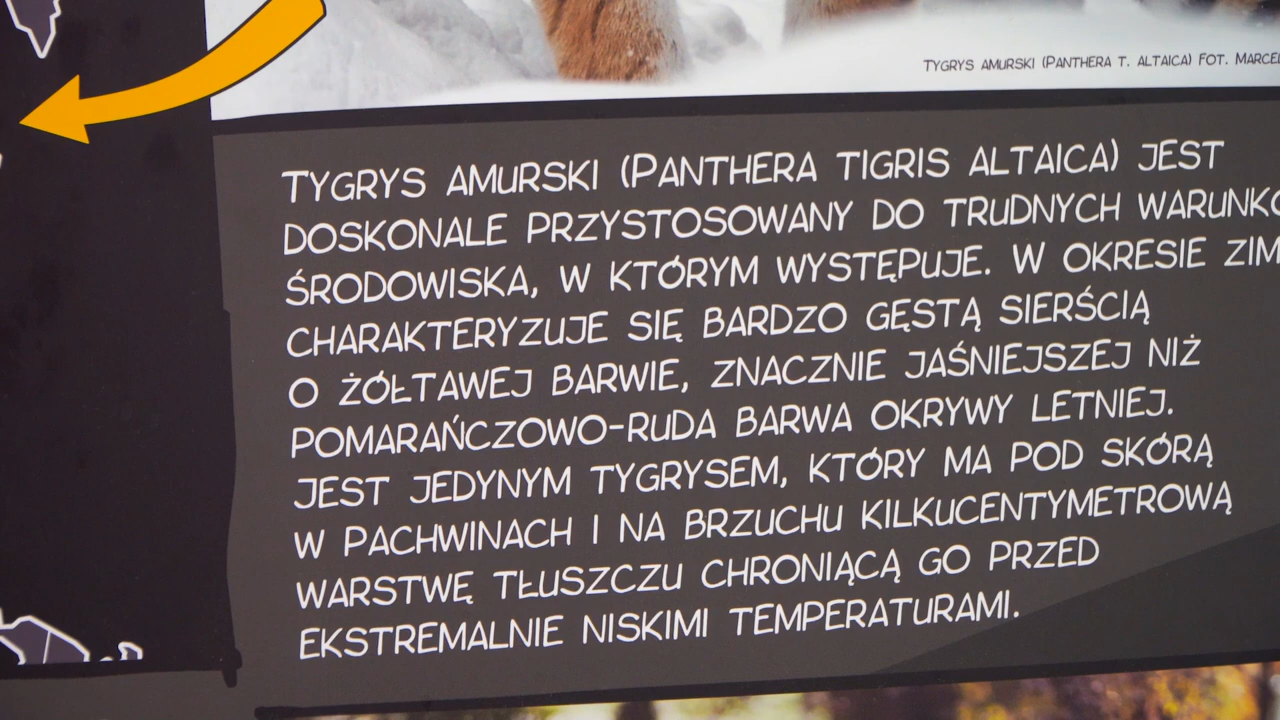 TYGRYS AMURSKI (PANTHERA T. ALTAICA) FOT.
TYGRYS AMURSKI (PANTHERA TIGRIS ALTAICA) JEST
DOSKONALE PRZYSTOSOWANY DO TRUDNYCH
ŚRODOWISKA, W KTÓRYM WYSTĘPUJE. W OKRESIE
CHARAKTERYZUJE SIĘ BARDZO GĘSTĄ SIERŚCIĄ
O ŻÓŁTAWEJ BARWIE, ZNACZNIE JAŚNIEJSZEJ NIŻ
POMARAŃCZOWO-RUDA BARWA OKRYWY LETNIEJ.
JEST JEDYNYM TYGRYSEM, KTÓRY MA POD SKÓRĄ
W PACHWINACH I NA BRZUCHU KILKUCENTYMETROWĄ
WARSTWĘ TŁUSZCZU CHRONIĄCĄ GO PRZED
EKSTREMALNIE NISKIMI TEMPERATURAMI.